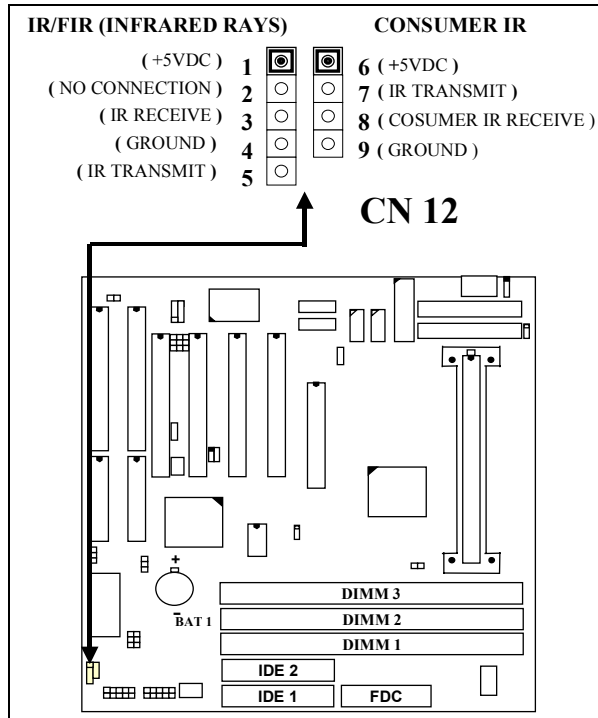 IR/FIR (INFRARED RAYS)
CONSUMER IR
( +5VDC ) 1
( NO CONNECTION ) 2
( IR RECEIVE ) 3
( GROUND ) 4
( IR TRANSMIT ) 5
6 ( +5VDC )
7 ( IR TRANSMIT )
8 ( COSUMER IR RECEIVE )
9 ( GROUND )
CN 12
+
-
BAT 1
DIMM 3
DIMM 2
DIMM 1
IDE 2
IDE 1
FDC